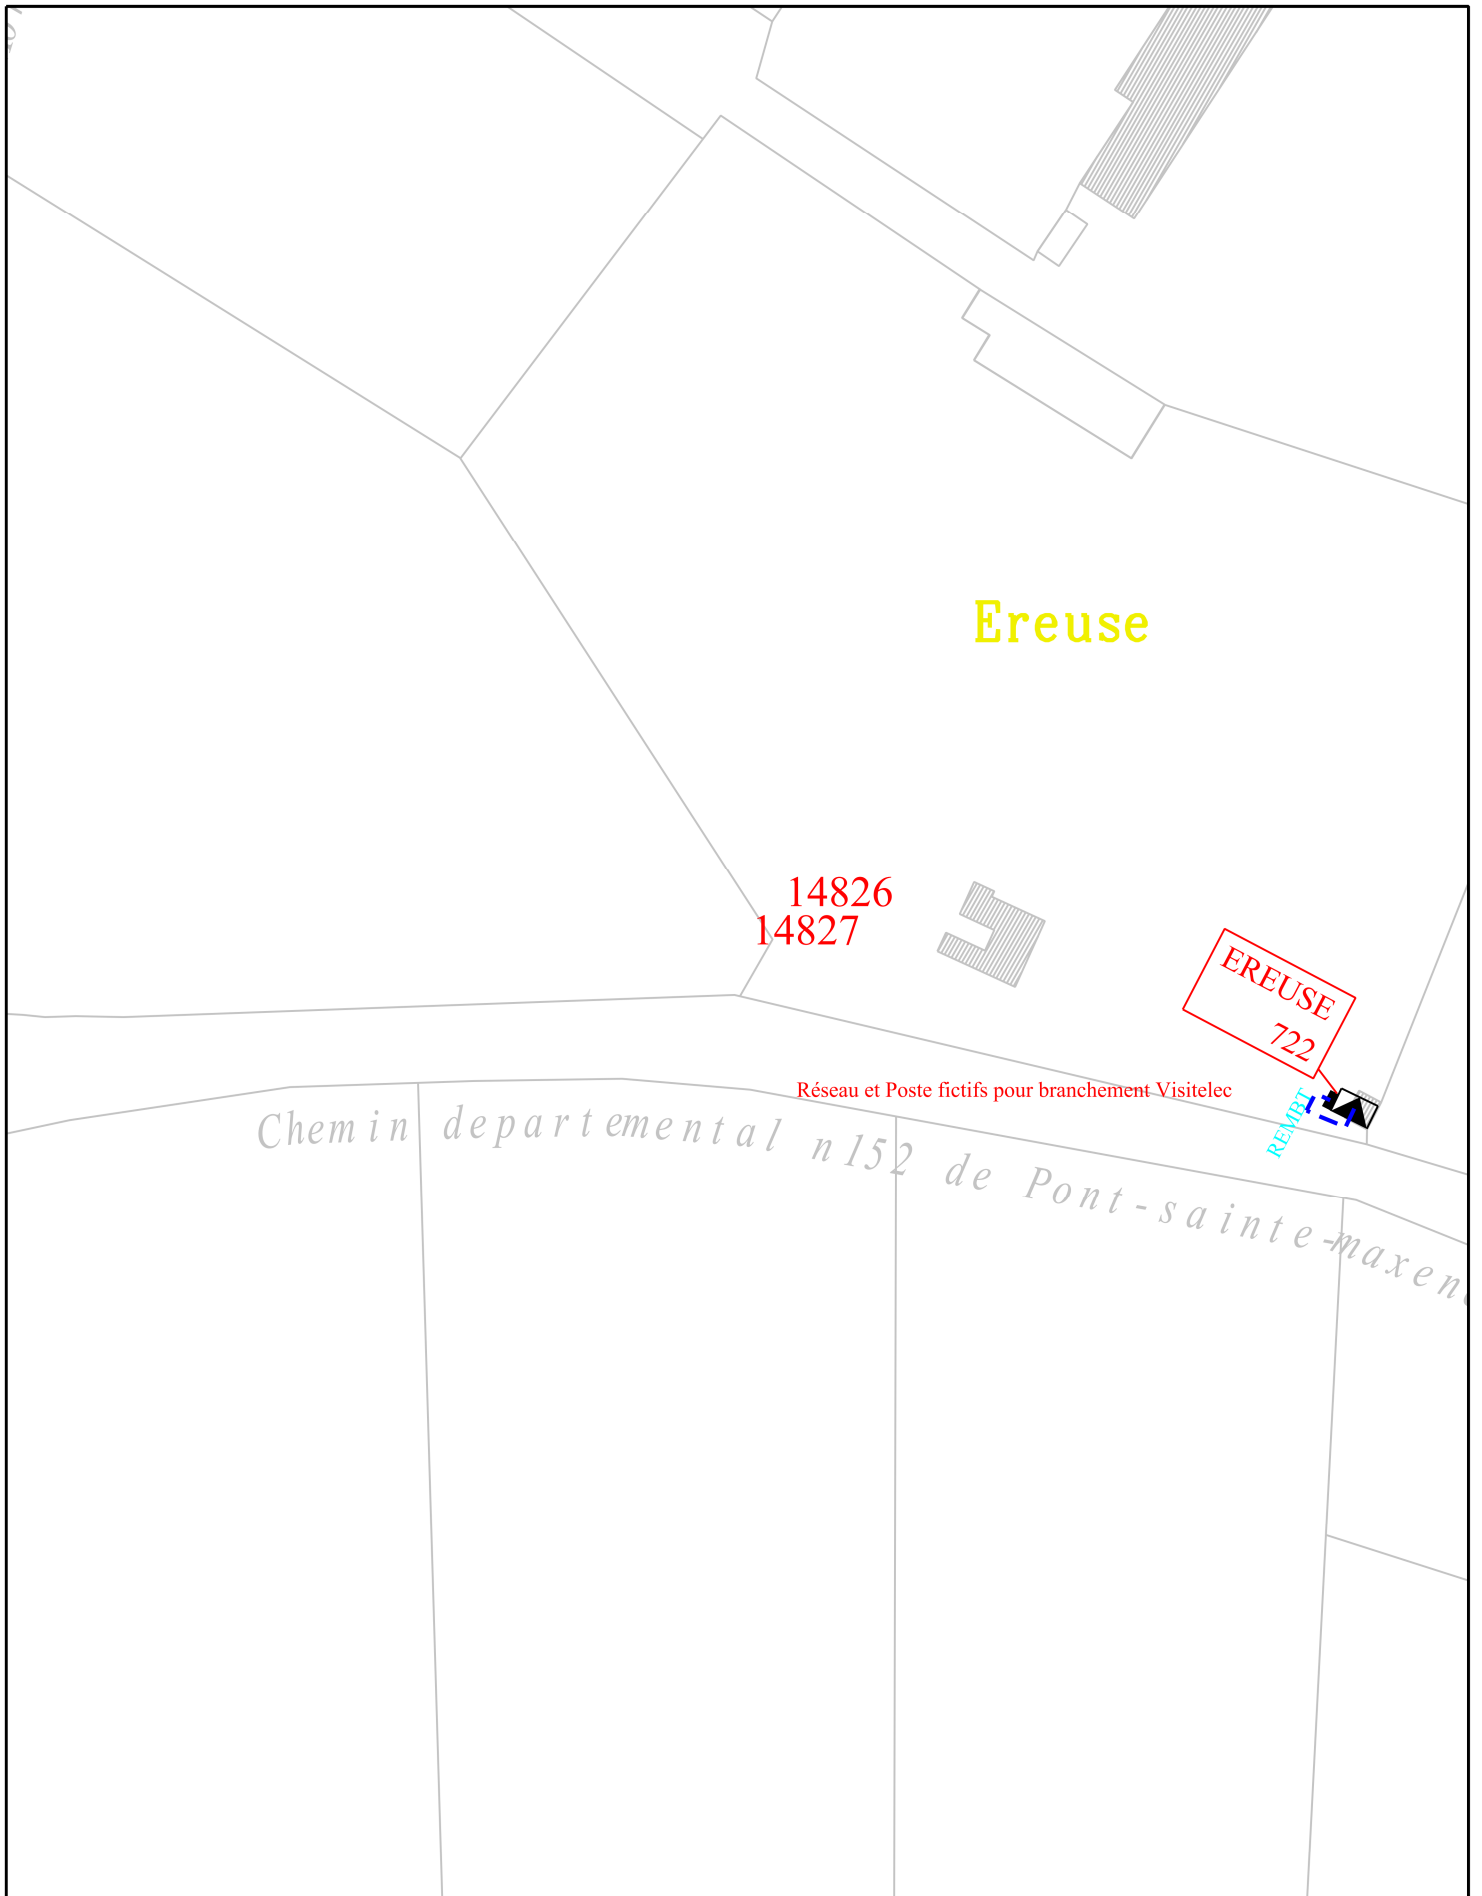 Ereuse
14826
14827
EREUSE
722
Réseau et Poste fictifs pour branchement Visitelec
REMBT
Chemin departemental n152 de Pont-sainte-maxen